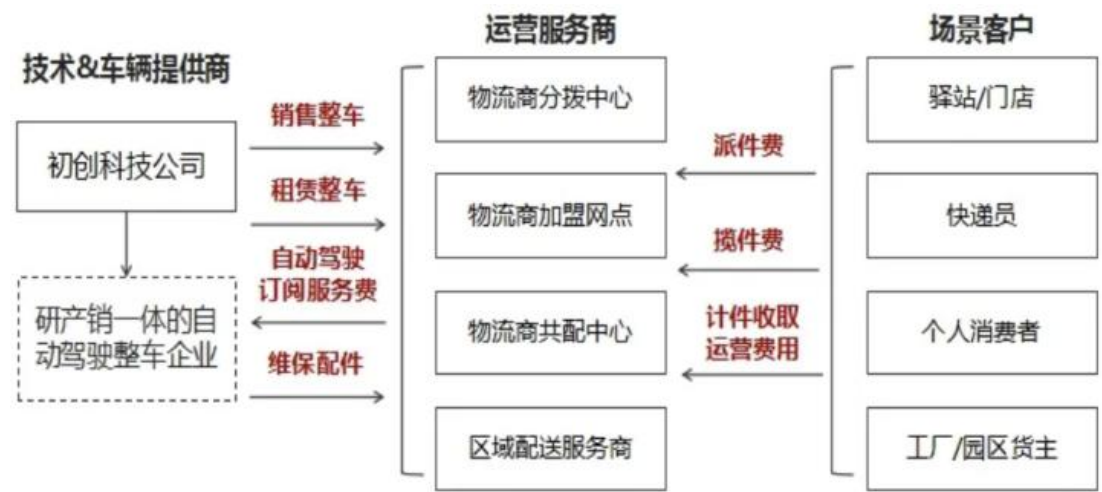 技术&车辆提供商
初创科技公司
研产销一体的自
动驾驶整车企业
销售整车
租赁整车
自动驾驶
订阅服务费
维保配件
运营服务商
物流商分拨中心
物流商加盟网点
物流商共配中心
区域配送服务商
派件费
揽件费
计件收取
运营费用
场景客户
驿站/门店
快递员
个人消费者
工厂/园区货主